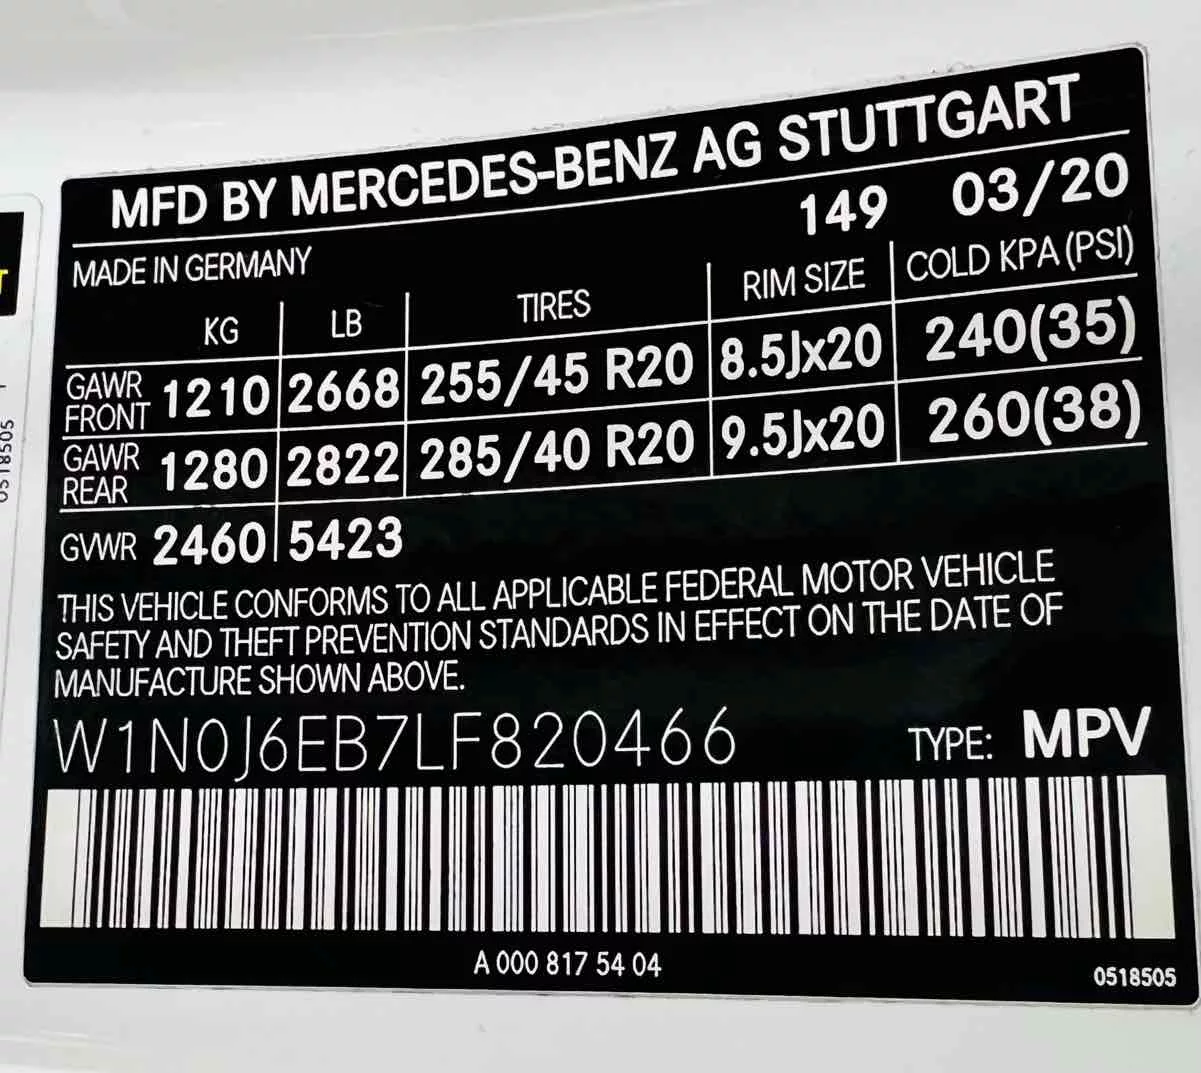 MFD BY MERCEDES-BENZ AG STUTTGART
149 03/20
MADE IN GERMANY
KG LB TIRES RIM SIZE COLD KPA (PSI)
GAWR FRONT 1210 2668 255/45 R20 8.5Jx20 240(35)
GAWR REAR 1280 2822 285/40 R20 9.5Jx20 260(38)
GVWR 2460 5423
THIS VEHICLE CONFORMS TO ALL APPLICABLE FEDERAL MOTOR VEHICLE
SAFETY AND THEFT PREVENTION STANDARDS IN EFFECT ON THE DATE OF
MANUFACTURE SHOWN ABOVE.
W1N0J6EB7LF820466 TYPE: MPV
A 000 817 54 04
0518505
0518505